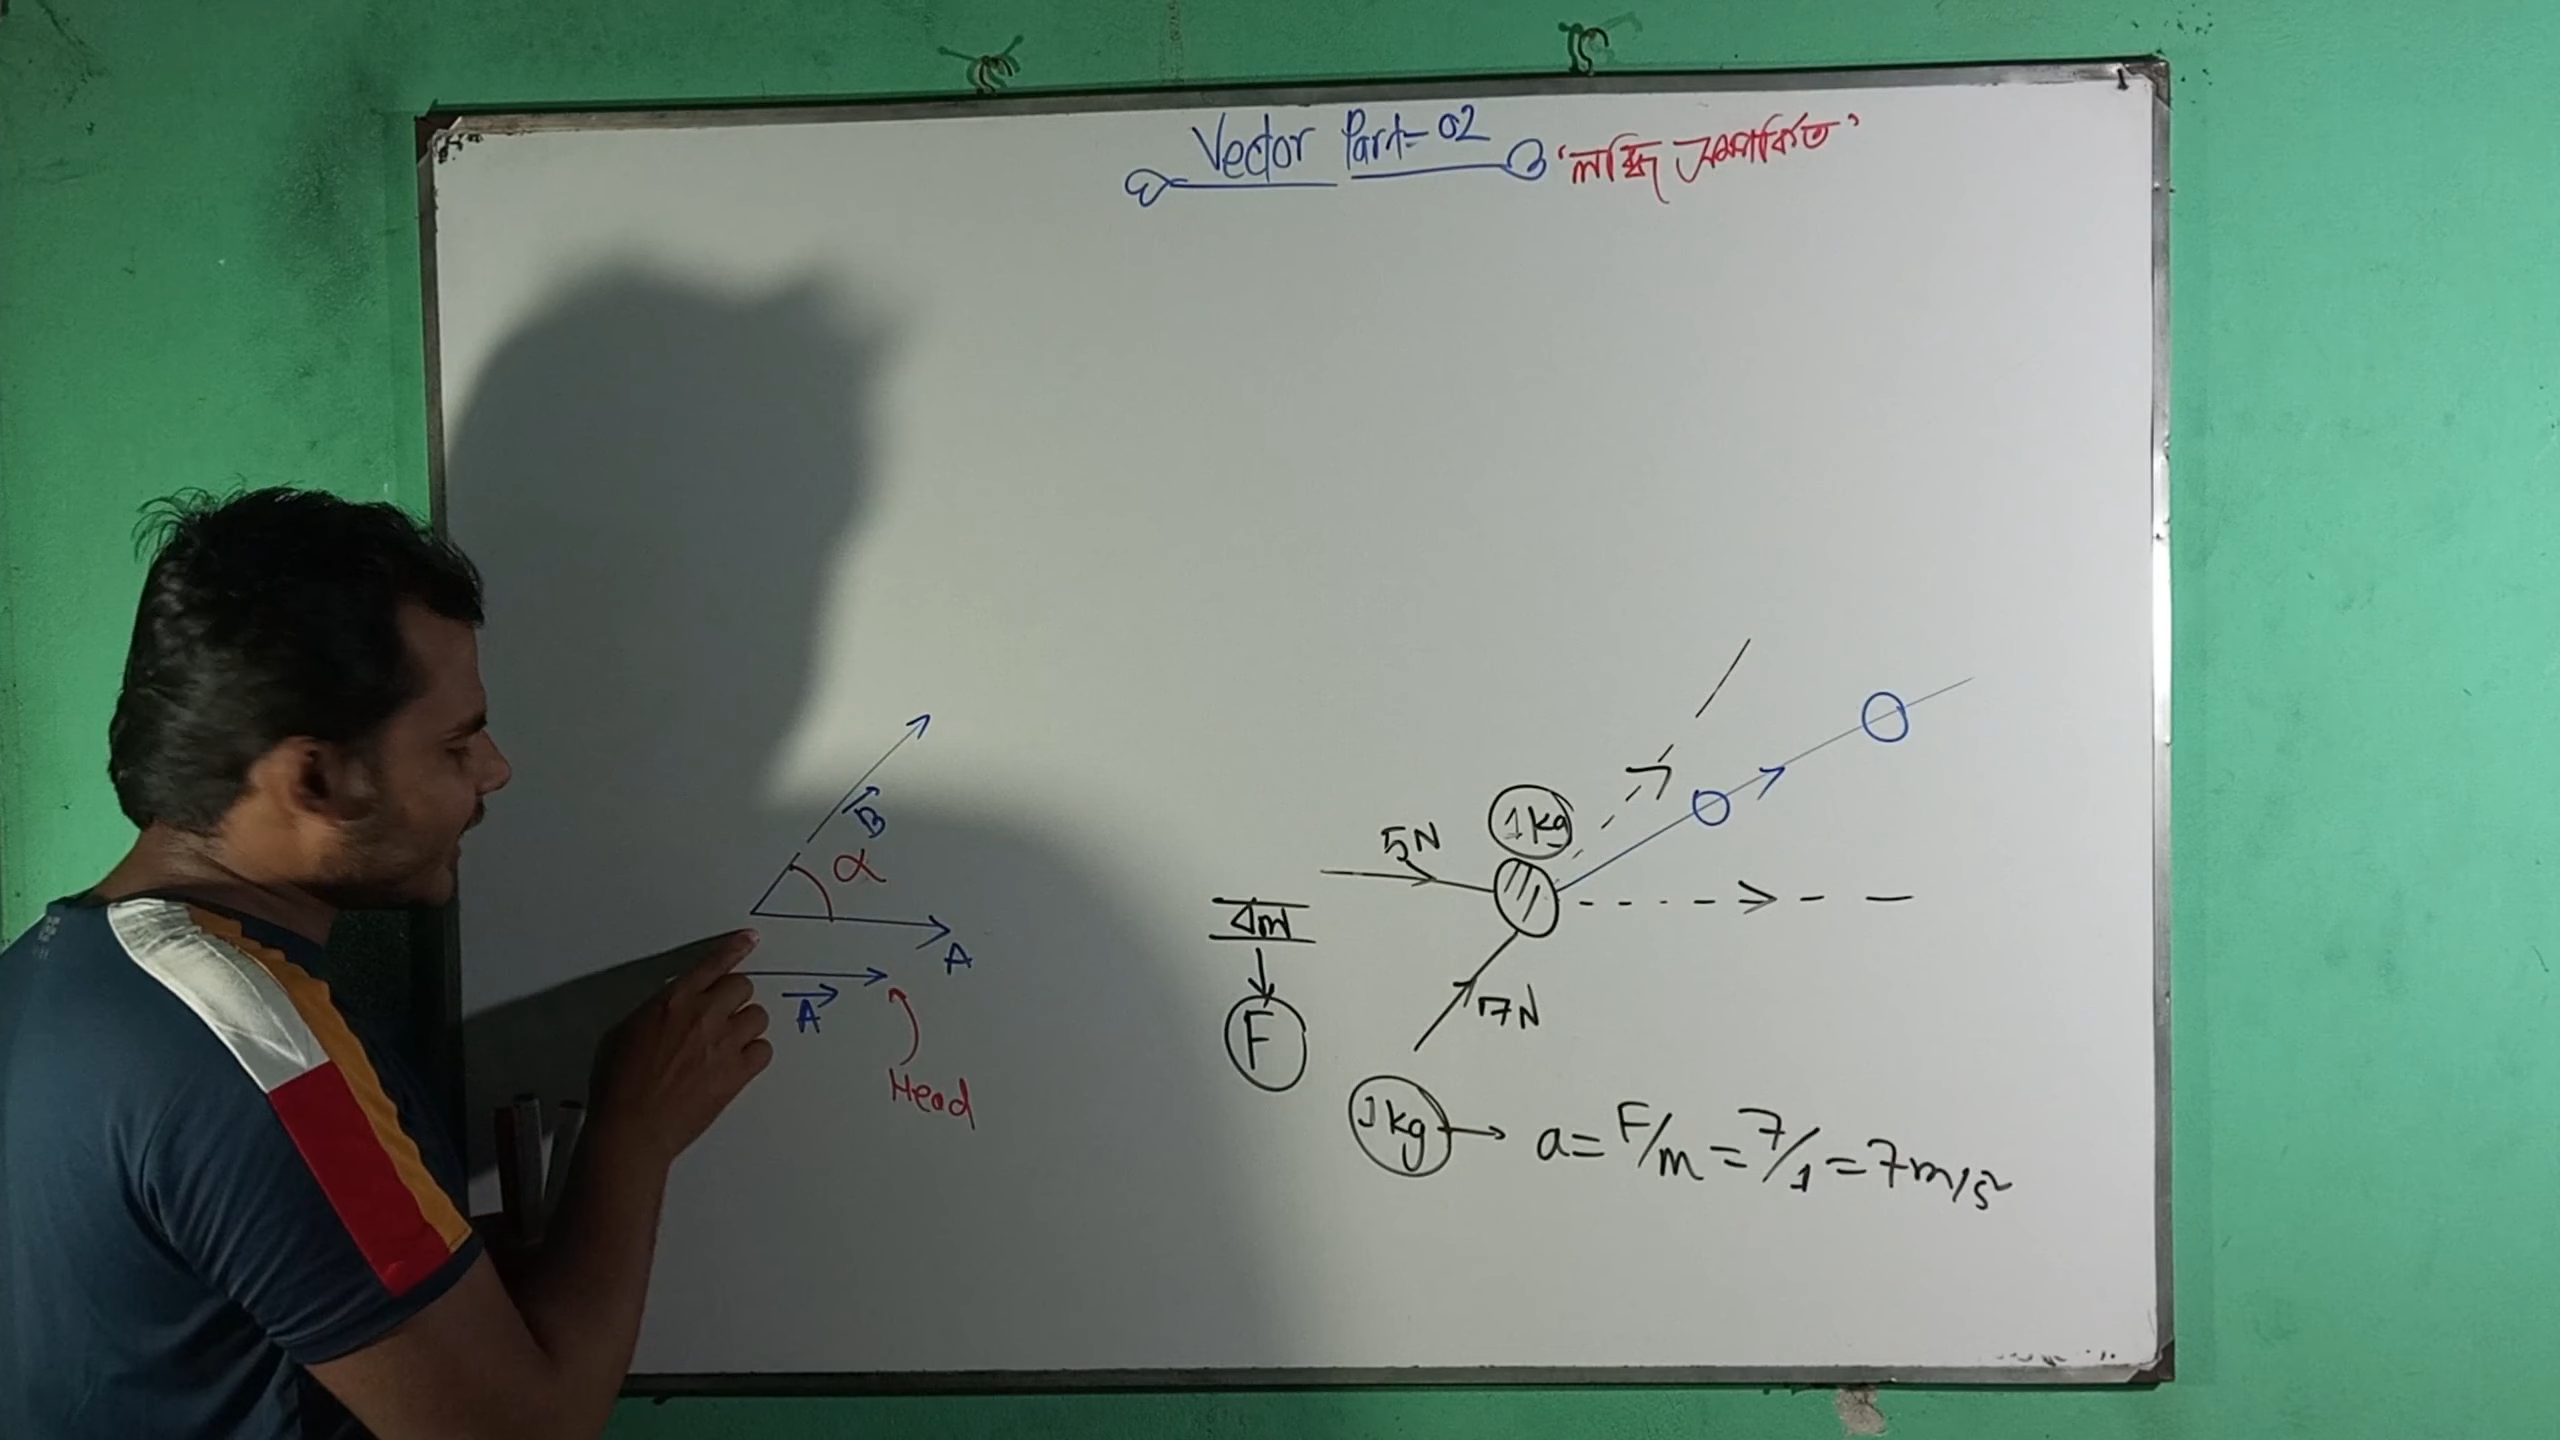 Vector Part-02 'লব্ধি সম্পর্কিত'
B
α
A
A
Head
5N
1kg
বল
F
7N
1kg → a = F/m = 7/1 = 7m/s²